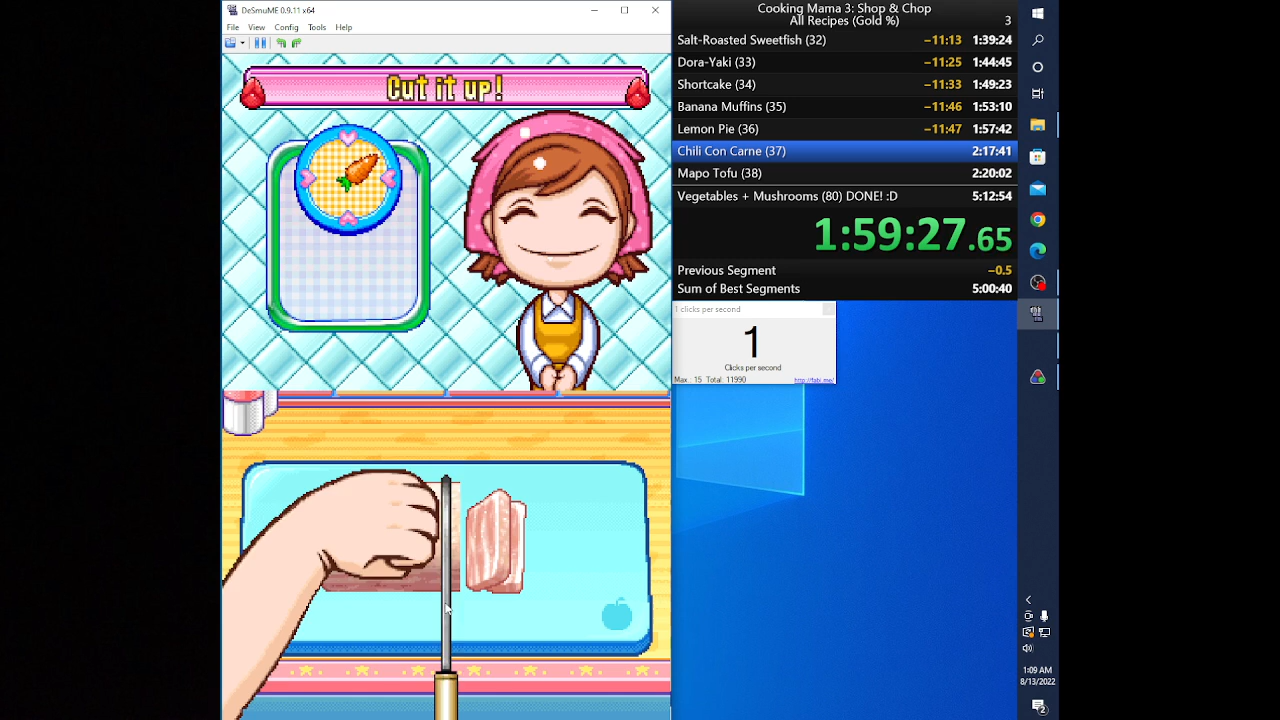 DeSmuME 0.9.11 x64
File View Config Tools Help
Cut it up!
Cooking Mama 3: Shop & Chop
All Recipes (Gold %) 3
Salt-Roasted Sweetfish (32) −11:13 1:39:24
Dora-Yaki (33) −11:25 1:44:45
Shortcake (34) −11:33 1:49:23
Banana Muffins (35) −11:46 1:53:10
Lemon Pie (36) −11:47 1:57:42
Chili Con Carne (37) 2:17:41
Mapo Tofu (38) 2:20:02
Vegetables + Mushrooms (80) DONE! :D 5:12:54
1:59:27.65
Previous Segment −0.5
Sum of Best Segments 5:00:40
1 clicks per second
1
Clicks per second
Max.: 15 Total: 11990
1:09 AM
8/13/2022
2